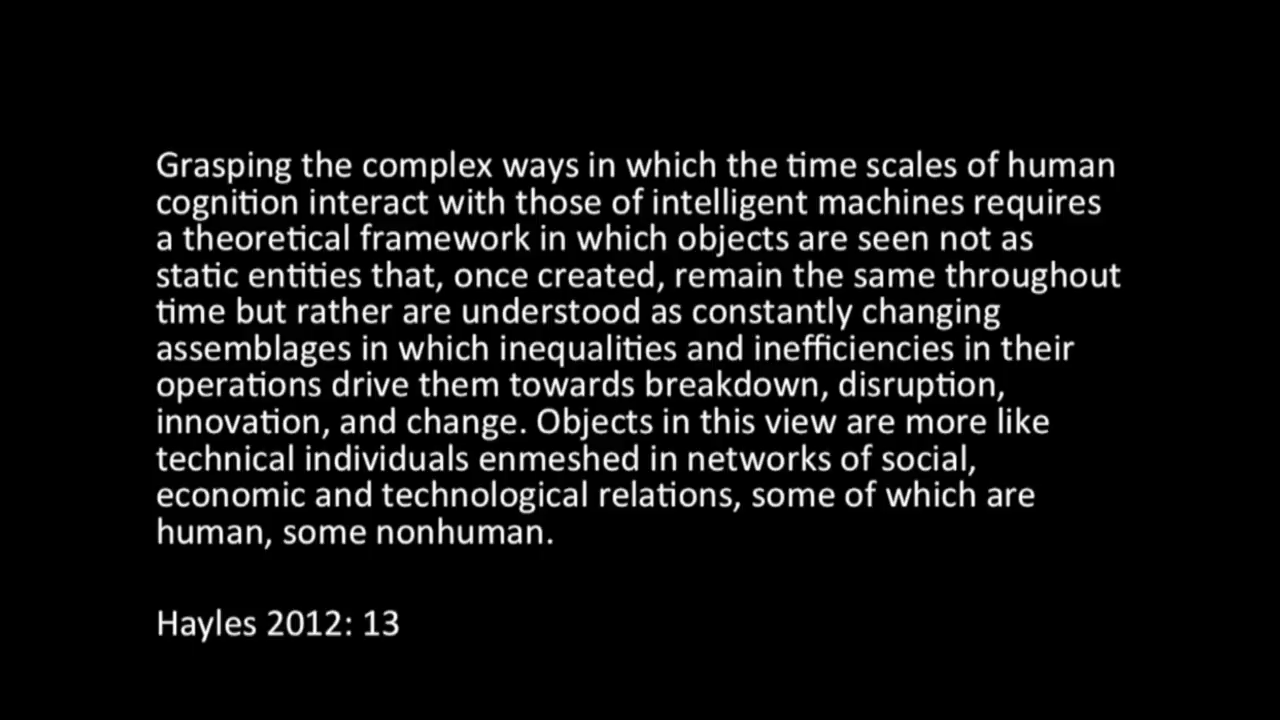 Grasping the complex ways in which the time scales of human
cognition interact with those of intelligent machines requires
a theoretical framework in which objects are seen not as
static entities that, once created, remain the same throughout
time but rather are understood as constantly changing
assemblages in which inequalities and inefficiencies in their
operations drive them towards breakdown, disruption,
innovation, and change. Objects in this view are more like
technical individuals enmeshed in networks of social,
economic and technological relations, some of which are
human, some nonhuman.
Hayles 2012: 13